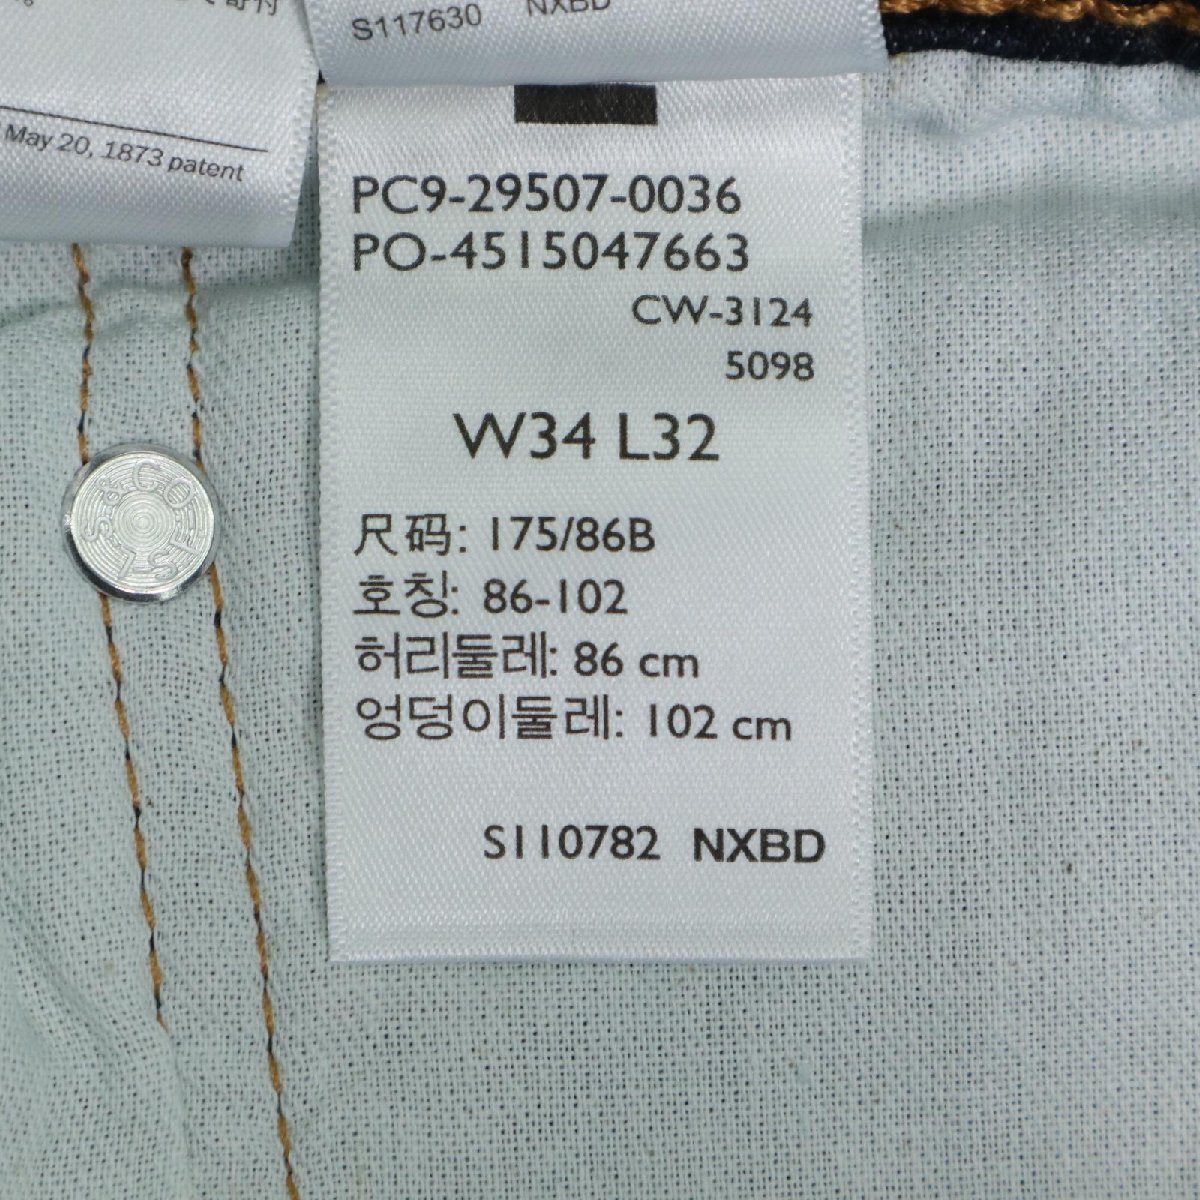 S117630 NXBD
May 20, 1873 patent
PC9-29507-0036
PO-4515047663
CW-3124
5098
W34 L32
尺码: 175/86B
호칭: 86-102
허리둘레: 86 cm
엉덩이둘레: 102 cm
S110782 NXBD